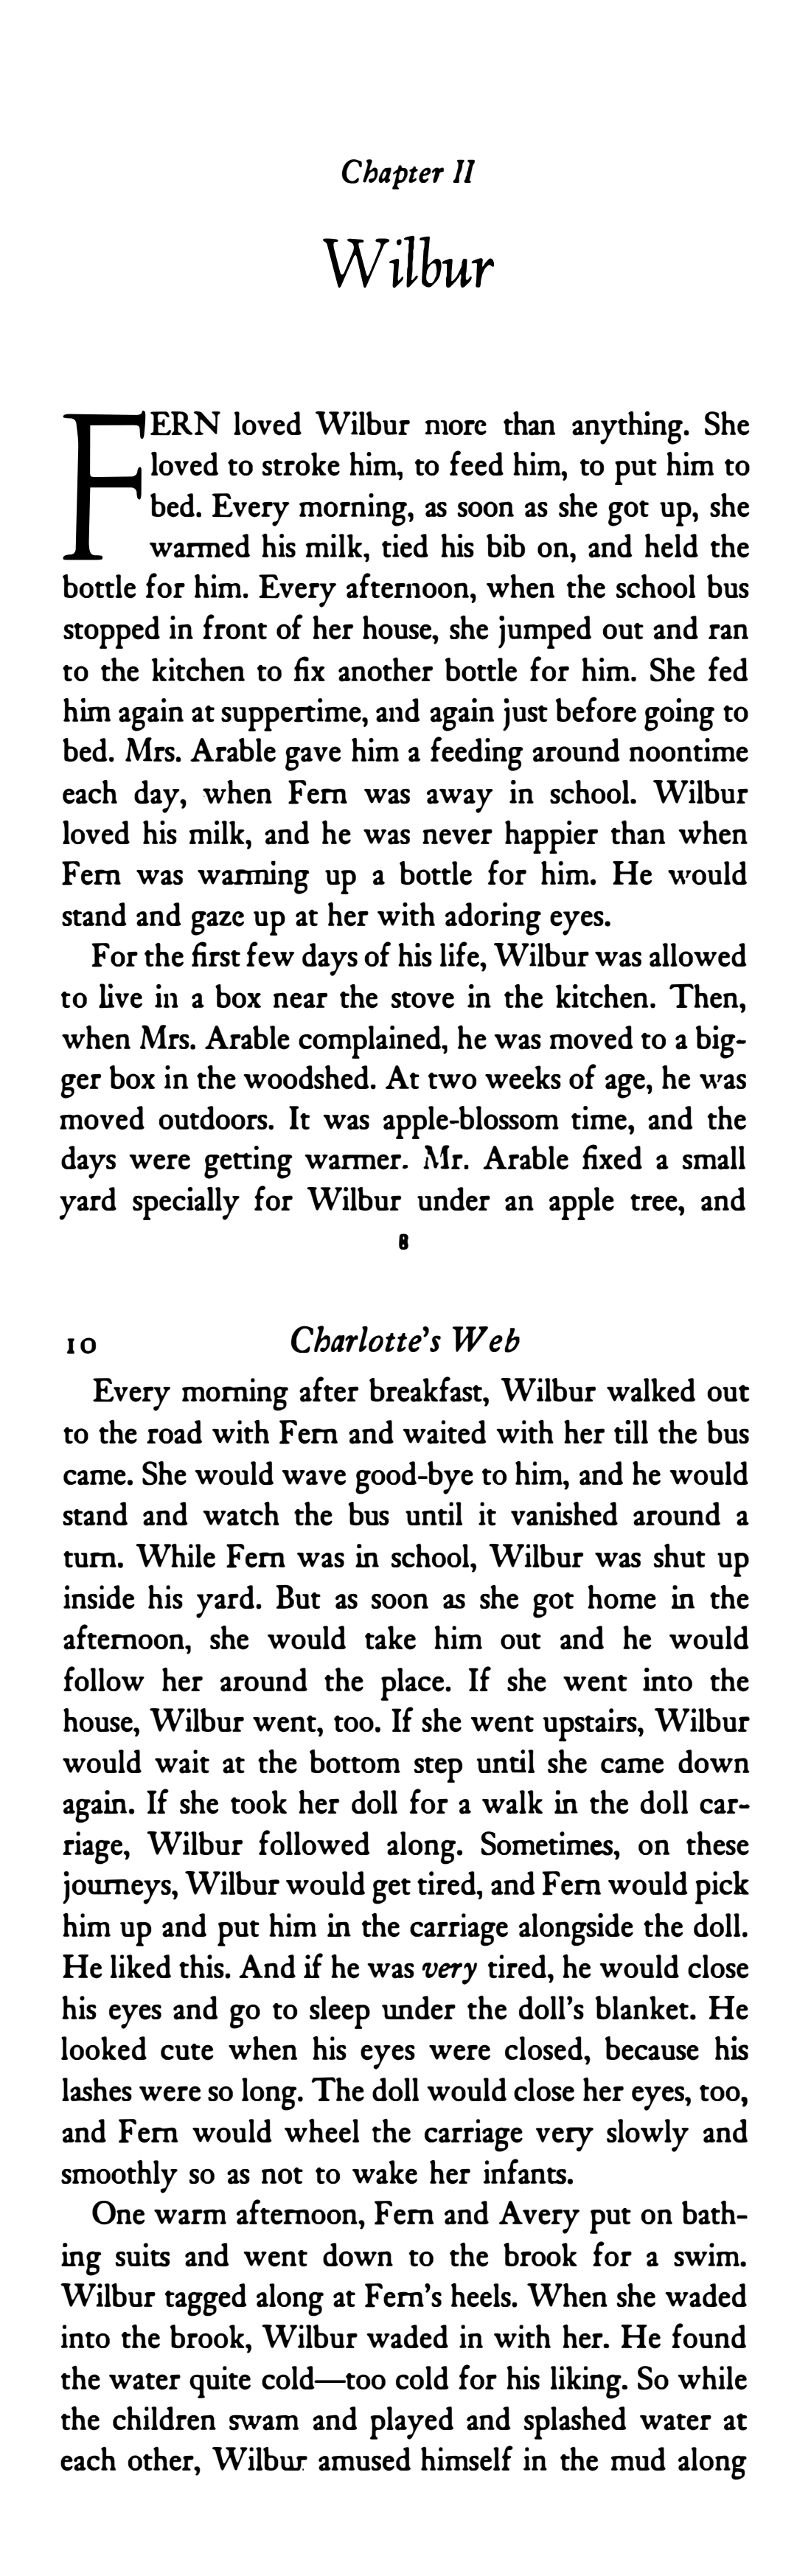 Chapter II
Wilbur
FERN loved Wilbur more than anything. She
loved to stroke him, to feed him, to put him to
bed. Every morning, as soon as she got up, she
warmed his milk, tied his bib on, and held the
bottle for him. Every afternoon, when the school bus
stopped in front of her house, she jumped out and ran
to the kitchen to fix another bottle for him. She fed
him again at suppertime, and again just before going to
bed. Mrs. Arable gave him a feeding around noontime
each day, when Fern was away in school. Wilbur
loved his milk, and he was never happier than when
Fern was warming up a bottle for him. He would
stand and gaze up at her with adoring eyes.
For the first few days of his life, Wilbur was allowed
to live in a box near the stove in the kitchen. Then,
when Mrs. Arable complained, he was moved to a big-
ger box in the woodshed. At two weeks of age, he was
moved outdoors. It was apple-blossom time, and the
days were getting warmer. Mr. Arable fixed a small
yard specially for Wilbur under an apple tree, and
8
10 Charlotte's Web
Every morning after breakfast, Wilbur walked out
to the road with Fern and waited with her till the bus
came. She would wave good-bye to him, and he would
stand and watch the bus until it vanished around a
turn. While Fern was in school, Wilbur was shut up
inside his yard. But as soon as she got home in the
afternoon, she would take him out and he would
follow her around the place. If she went into the
house, Wilbur went, too. If she went upstairs, Wilbur
would wait at the bottom step until she came down
again. If she took her doll for a walk in the doll car-
riage, Wilbur followed along. Sometimes, on these
journeys, Wilbur would get tired, and Fern would pick
him up and put him in the carriage alongside the doll.
He liked this. And if he was very tired, he would close
his eyes and go to sleep under the doll's blanket. He
looked cute when his eyes were closed, because his
lashes were so long. The doll would close her eyes, too,
and Fern would wheel the carriage very slowly and
smoothly so as not to wake her infants.
One warm afternoon, Fern and Avery put on bath-
ing suits and went down to the brook for a swim.
Wilbur tagged along at Fern's heels. When she waded
into the brook, Wilbur waded in with her. He found
the water quite cold—too cold for his liking. So while
the children swam and played and splashed water at
each other, Wilbur amused himself in the mud along